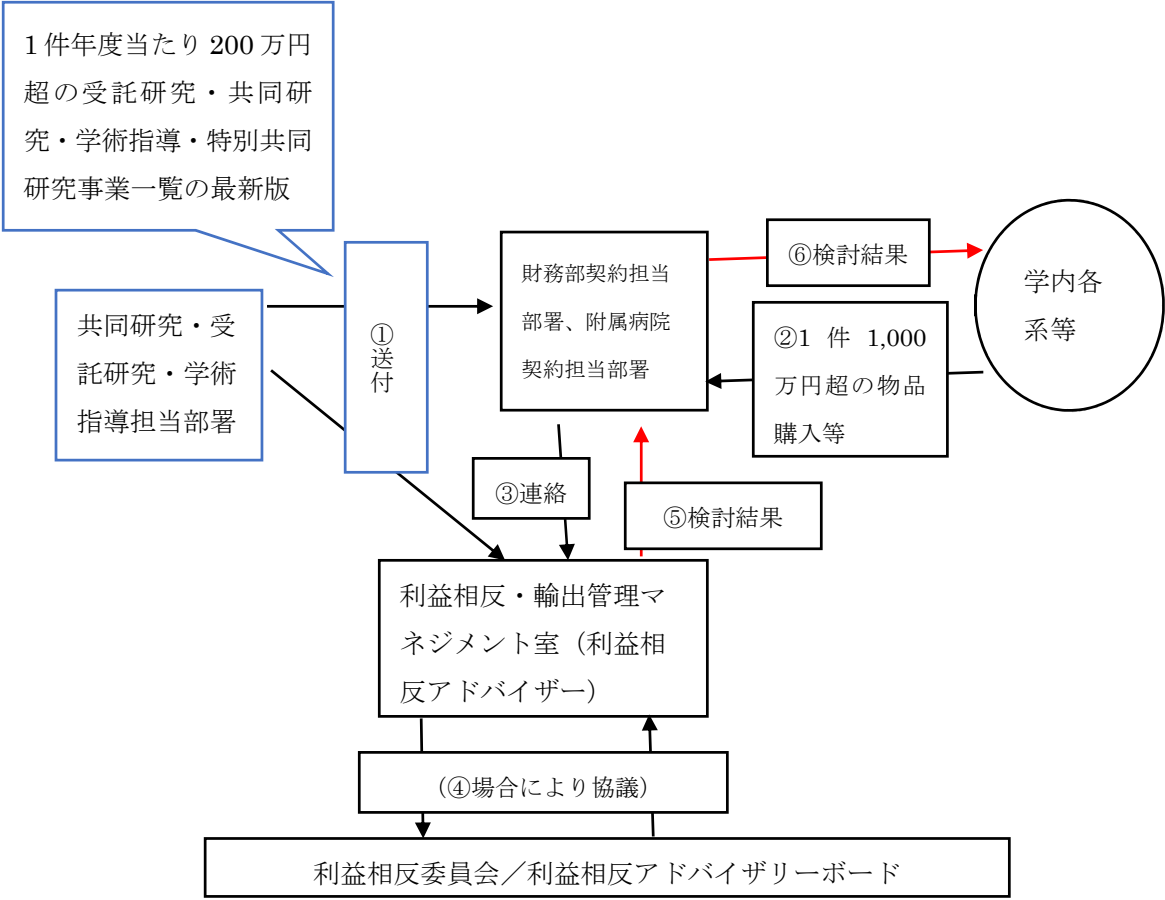 1件年度当たり 200 万円
超の受託研究・共同研
究・学術指導・特別共同
研究事業一覧の最新版
共同研究・受
託研究・学術
指導担当部署
①送付
財務部契約担当
部署、附属病院
契約担当部署
⑥検討結果
学内各
系等
②1 件 1,000
万円超の物品
購入等
③連絡
⑤検討結果
利益相反・輸出管理マ
ネジメント室（利益相
反アドバイザー）
（④場合により協議）
利益相反委員会／利益相反アドバイザリーボード